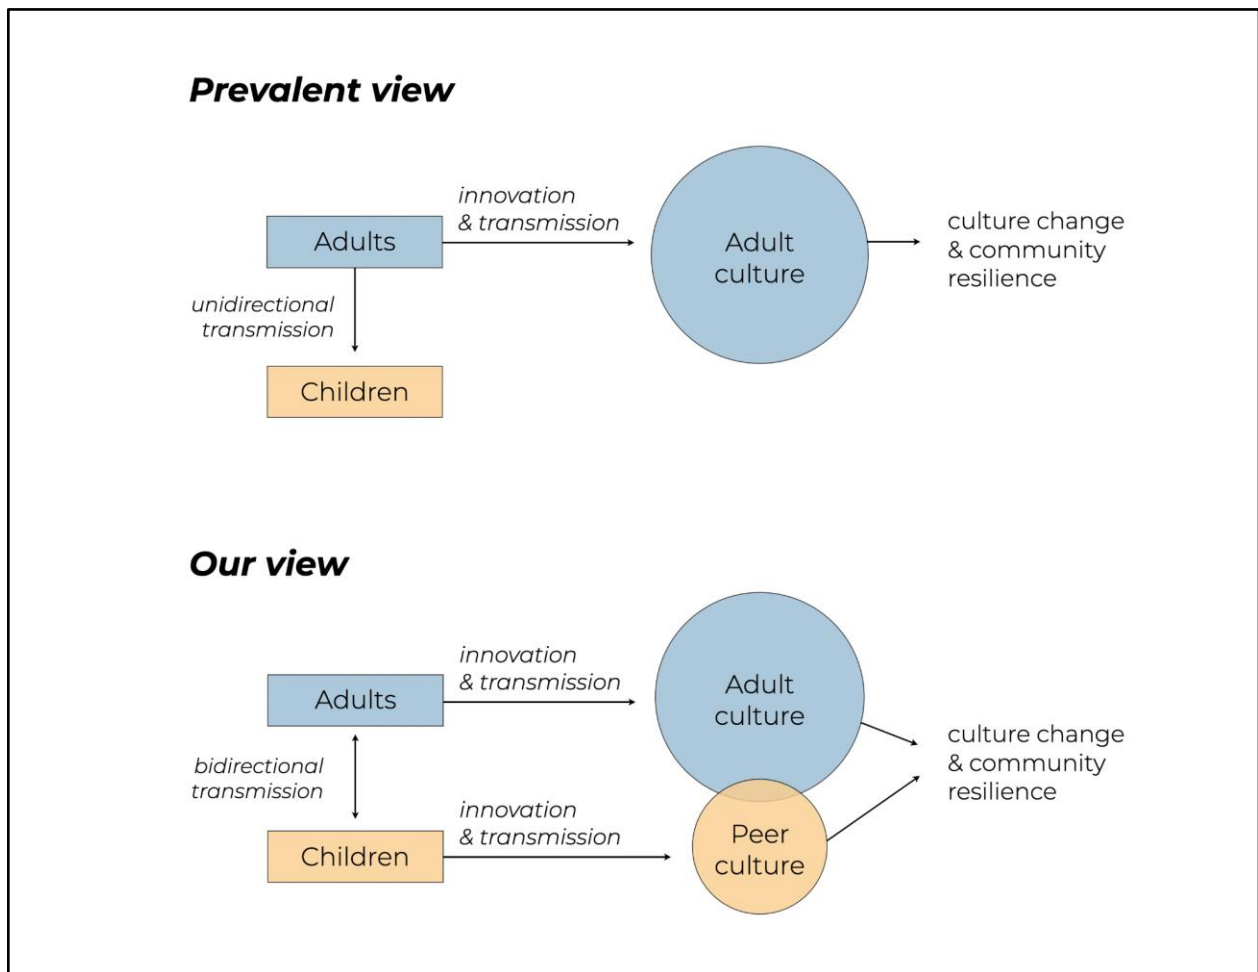 Prevalent view
innovation
& transmission
Adults
Adult
culture
culture change
& community
resilience
unidirectional
transmission
Children
Our view
innovation
& transmission
Adults
Adult
culture
culture change
& community
resilience
bidirectional
transmission
innovation
& transmission
Children
Peer
culture